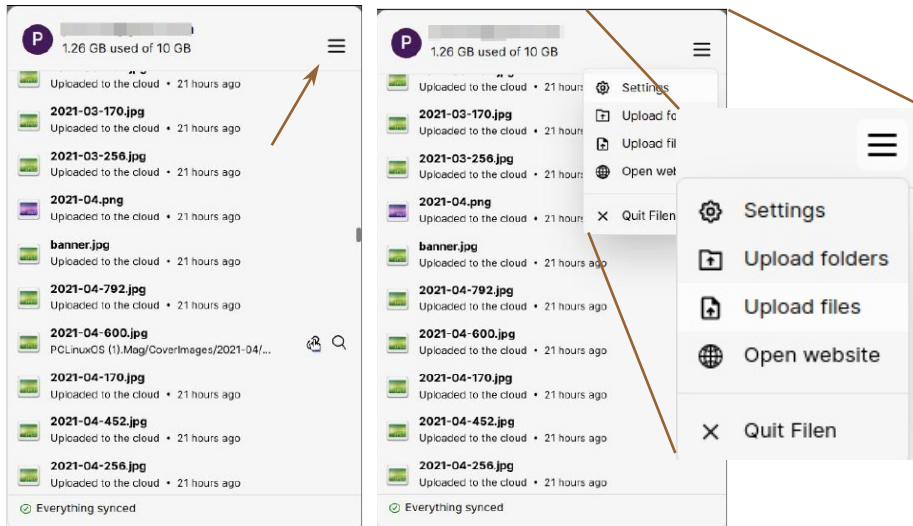 P
1.26 GB used of 10 GB
Uploaded to the cloud • 21 hours ago
2021-03-170.jpg
Uploaded to the cloud • 21 hours ago
2021-03-256.jpg
Uploaded to the cloud • 21 hours ago
2021-04.png
Uploaded to the cloud • 21 hours ago
banner.jpg
Uploaded to the cloud • 21 hours ago
2021-04-792.jpg
Uploaded to the cloud • 21 hours ago
2021-04-600.jpg
PCLinuxOS (1).Mag/CoverImages/2021-04/...
2021-04-170.jpg
Uploaded to the cloud • 21 hours ago
2021-04-452.jpg
Uploaded to the cloud • 21 hours ago
2021-04-256.jpg
Uploaded to the cloud • 21 hours ago
Everything synced
P
1.26 GB used of 10 GB
Uploaded to the cloud • 21 hours
2021-03-170.jpg
Uploaded to the cloud • 21 hours
2021-03-256.jpg
Uploaded to the cloud • 21 hours
2021-04.png
Uploaded to the cloud • 21 hours
banner.jpg
Uploaded to the cloud • 21 hours ago
2021-04-792.jpg
Uploaded to the cloud • 21 hours ago
2021-04-600.jpg
Uploaded to the cloud • 21 hours ago
2021-04-170.jpg
Uploaded to the cloud • 21 hours ago
2021-04-452.jpg
Uploaded to the cloud • 21 hours ago
2021-04-256.jpg
Uploaded to the cloud • 21 hours ago
Everything synced
Settings
Upload fo
Upload fil
Open web
Quit Filen
Settings
Upload folders
Upload files
Open website
Quit Filen